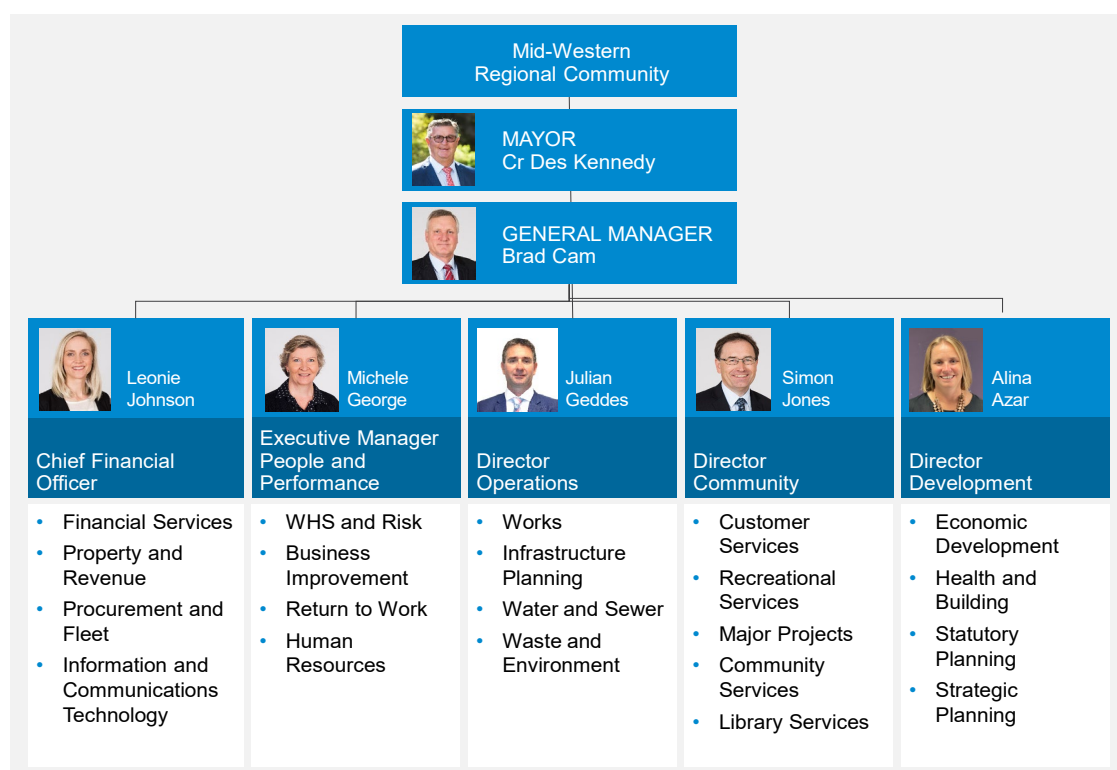 Mid-Western
Regional Community
MAYOR
Cr Des Kennedy
GENERAL MANAGER
Brad Cam
Leonie
Johnson
Chief Financial
Officer
• Financial Services
• Property and
Revenue
• Procurement and
Fleet
• Information and
Communications
Technology
Michele
George
Executive Manager
People and
Performance
• WHS and Risk
• Business
Improvement
• Return to Work
• Human
Resources
Julian
Geddes
Director
Operations
• Works
• Infrastructure
Planning
• Water and Sewer
• Waste and
Environment
Simon
Jones
Director
Community
• Customer
Services
• Recreational
Services
• Major Projects
• Community
Services
• Library Services
Alina
Azar
Director
Development
• Economic
Development
• Health and
Building
• Statutory
Planning
• Strategic
Planning